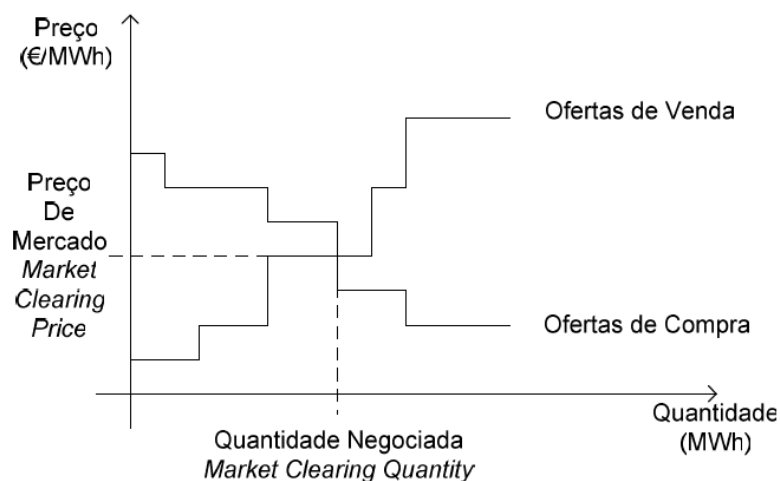 Preço
(€/MWh)
Ofertas de Venda
Preço
De
Mercado
Market
Clearing
Price
Ofertas de Compra
Quantidade
(MWh)
Quantidade Negociada
Market Clearing Quantity